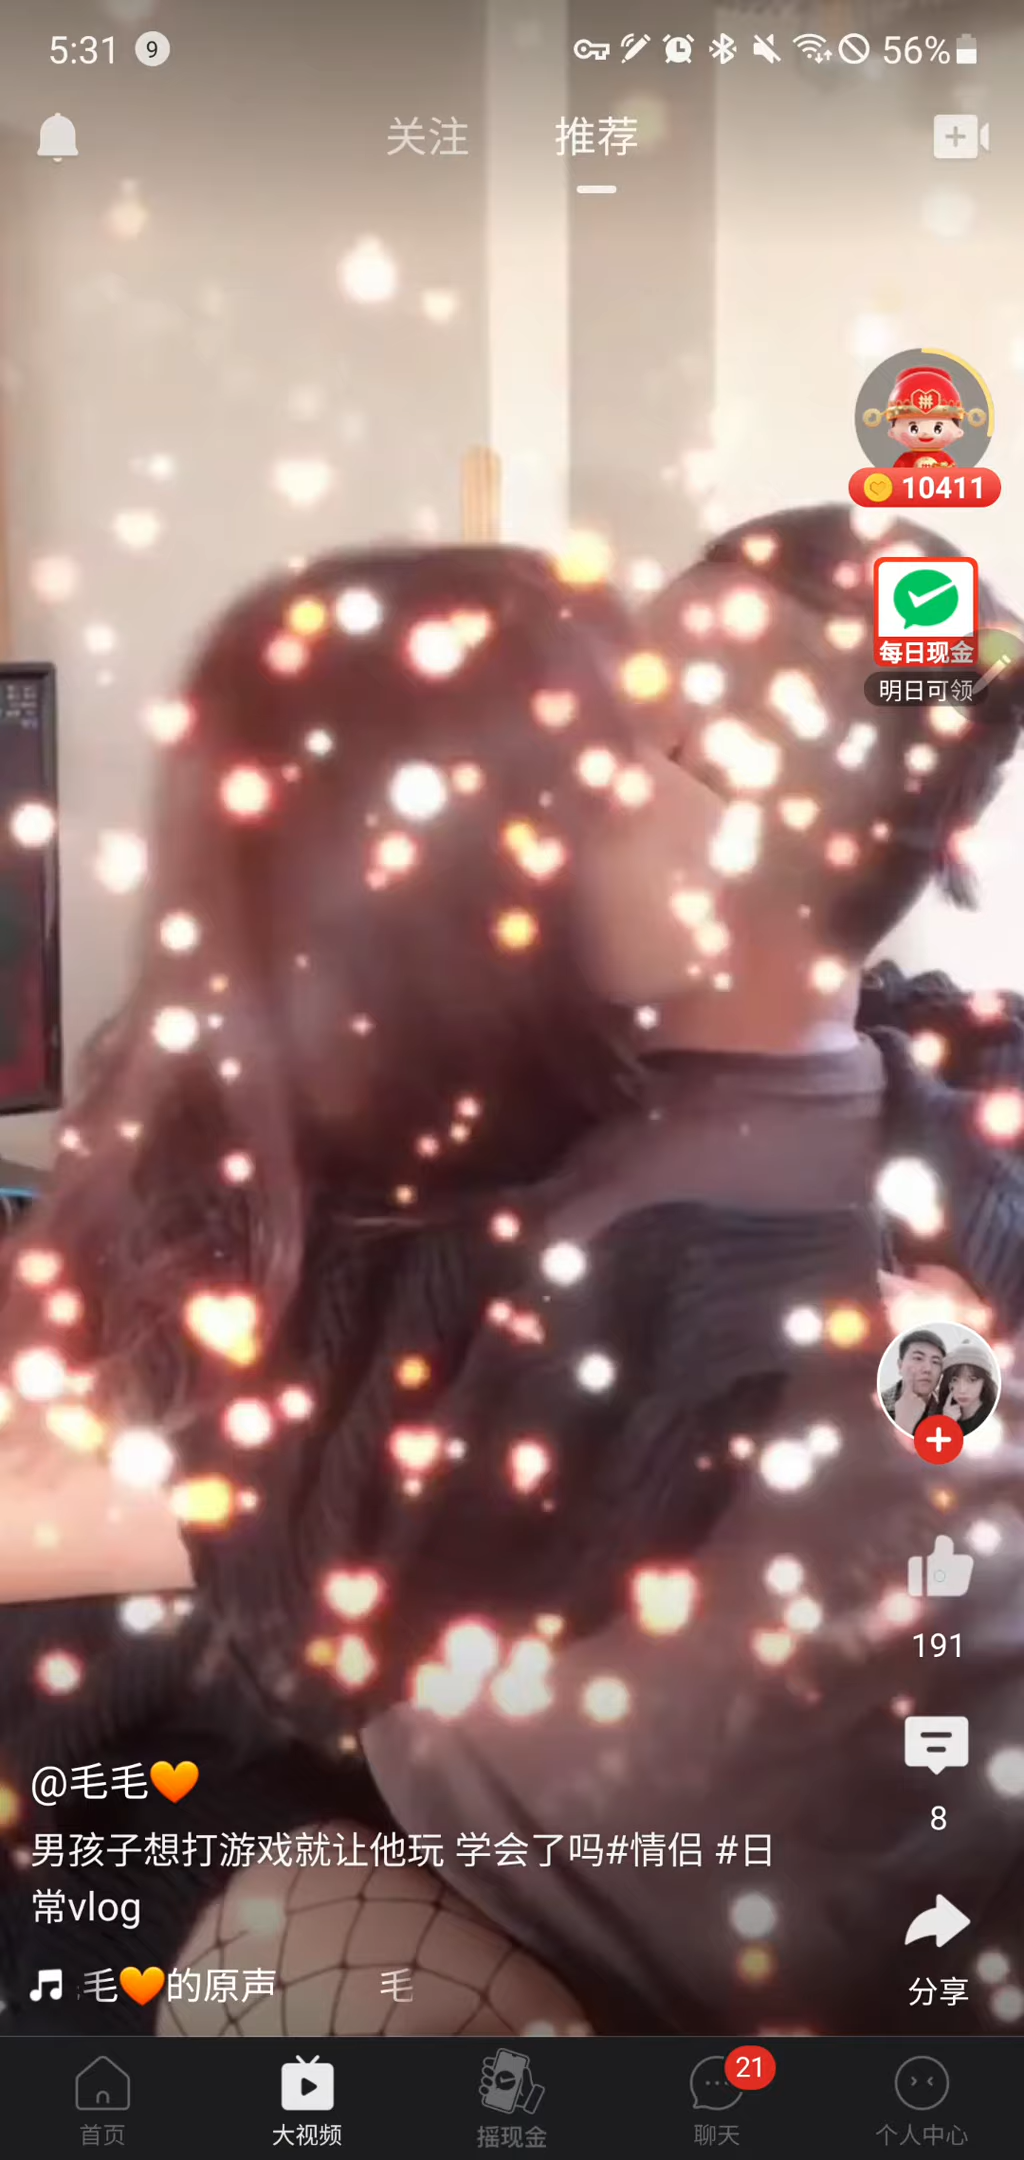 5:31 9 56%
关注 推荐
拼
10411
每日现金
明日可领
191
8
分享
@毛毛🧡
男孩子想打游戏就让他玩 学会了吗#情侣 #日
常vlog
毛🧡的原声 毛
首页 大视频 摇现金 聊天 21 个人中心